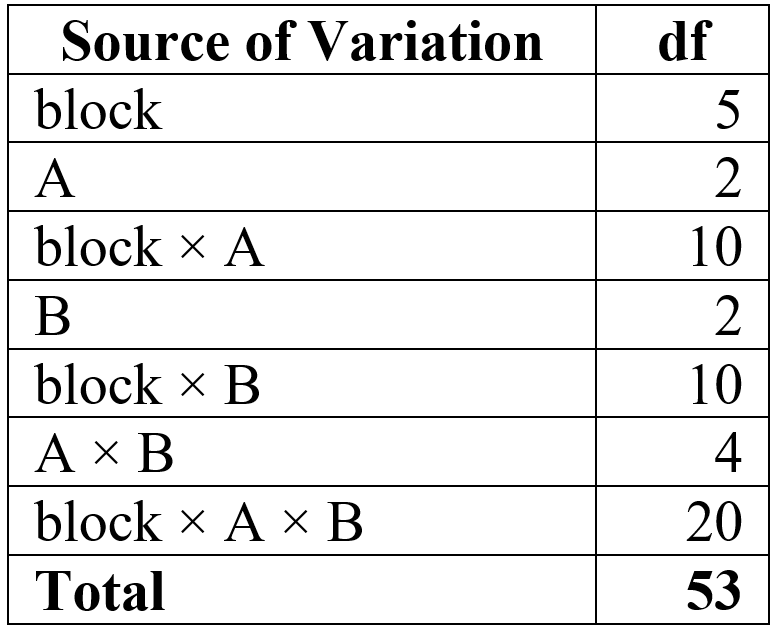 Source of Variation df
block 5
A 2
block × A 10
B 2
block × B 10
A × B 4
block × A × B 20
Total 53